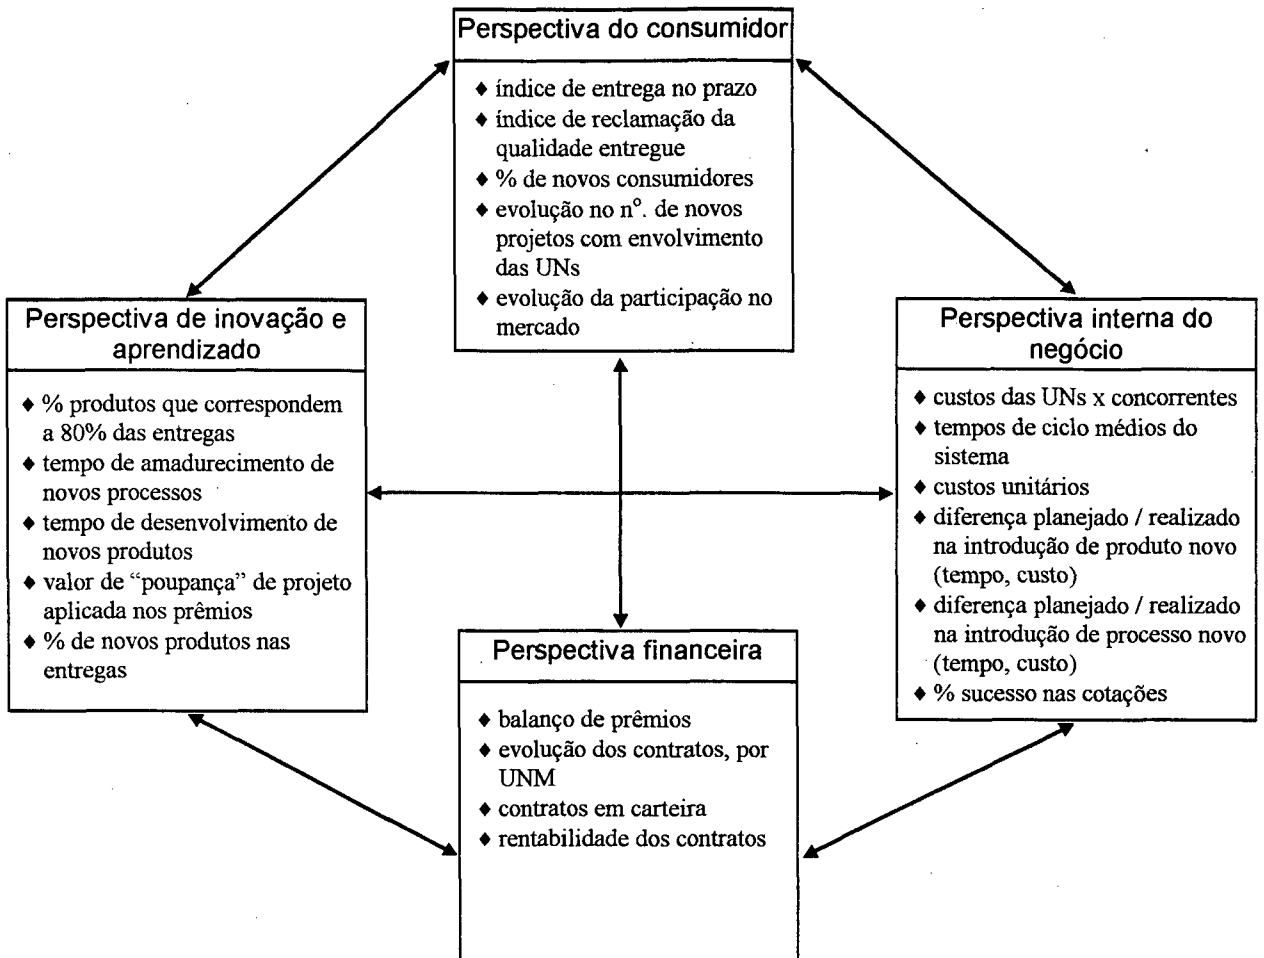 Perspectiva do consumidor
♦ índice de entrega no prazo
♦ índice de reclamação da
qualidade entregue
♦ % de novos consumidores
♦ evolução no nº. de novos
projetos com envolvimento
das UNs
♦ evolução da participação no
mercado
Perspectiva de inovação e
aprendizado
♦ % produtos que correspondem
a 80% das entregas
♦ tempo de amadurecimento de
novos processos
♦ tempo de desenvolvimento de
novos produtos
♦ valor de “poupança” de projeto
aplicada nos prêmios
♦ % de novos produtos nas
entregas
Perspectiva interna do
negócio
♦ custos das UNs x concorrentes
♦ tempos de ciclo médios do
sistema
♦ custos unitários
♦ diferença planejado / realizado
na introdução de produto novo
(tempo, custo)
♦ diferença planejado / realizado
na introdução de processo novo
(tempo, custo)
♦ % sucesso nas cotações
Perspectiva financeira
♦ balanço de prêmios
♦ evolução dos contratos, por
UNM
♦ contratos em carteira
♦ rentabilidade dos contratos